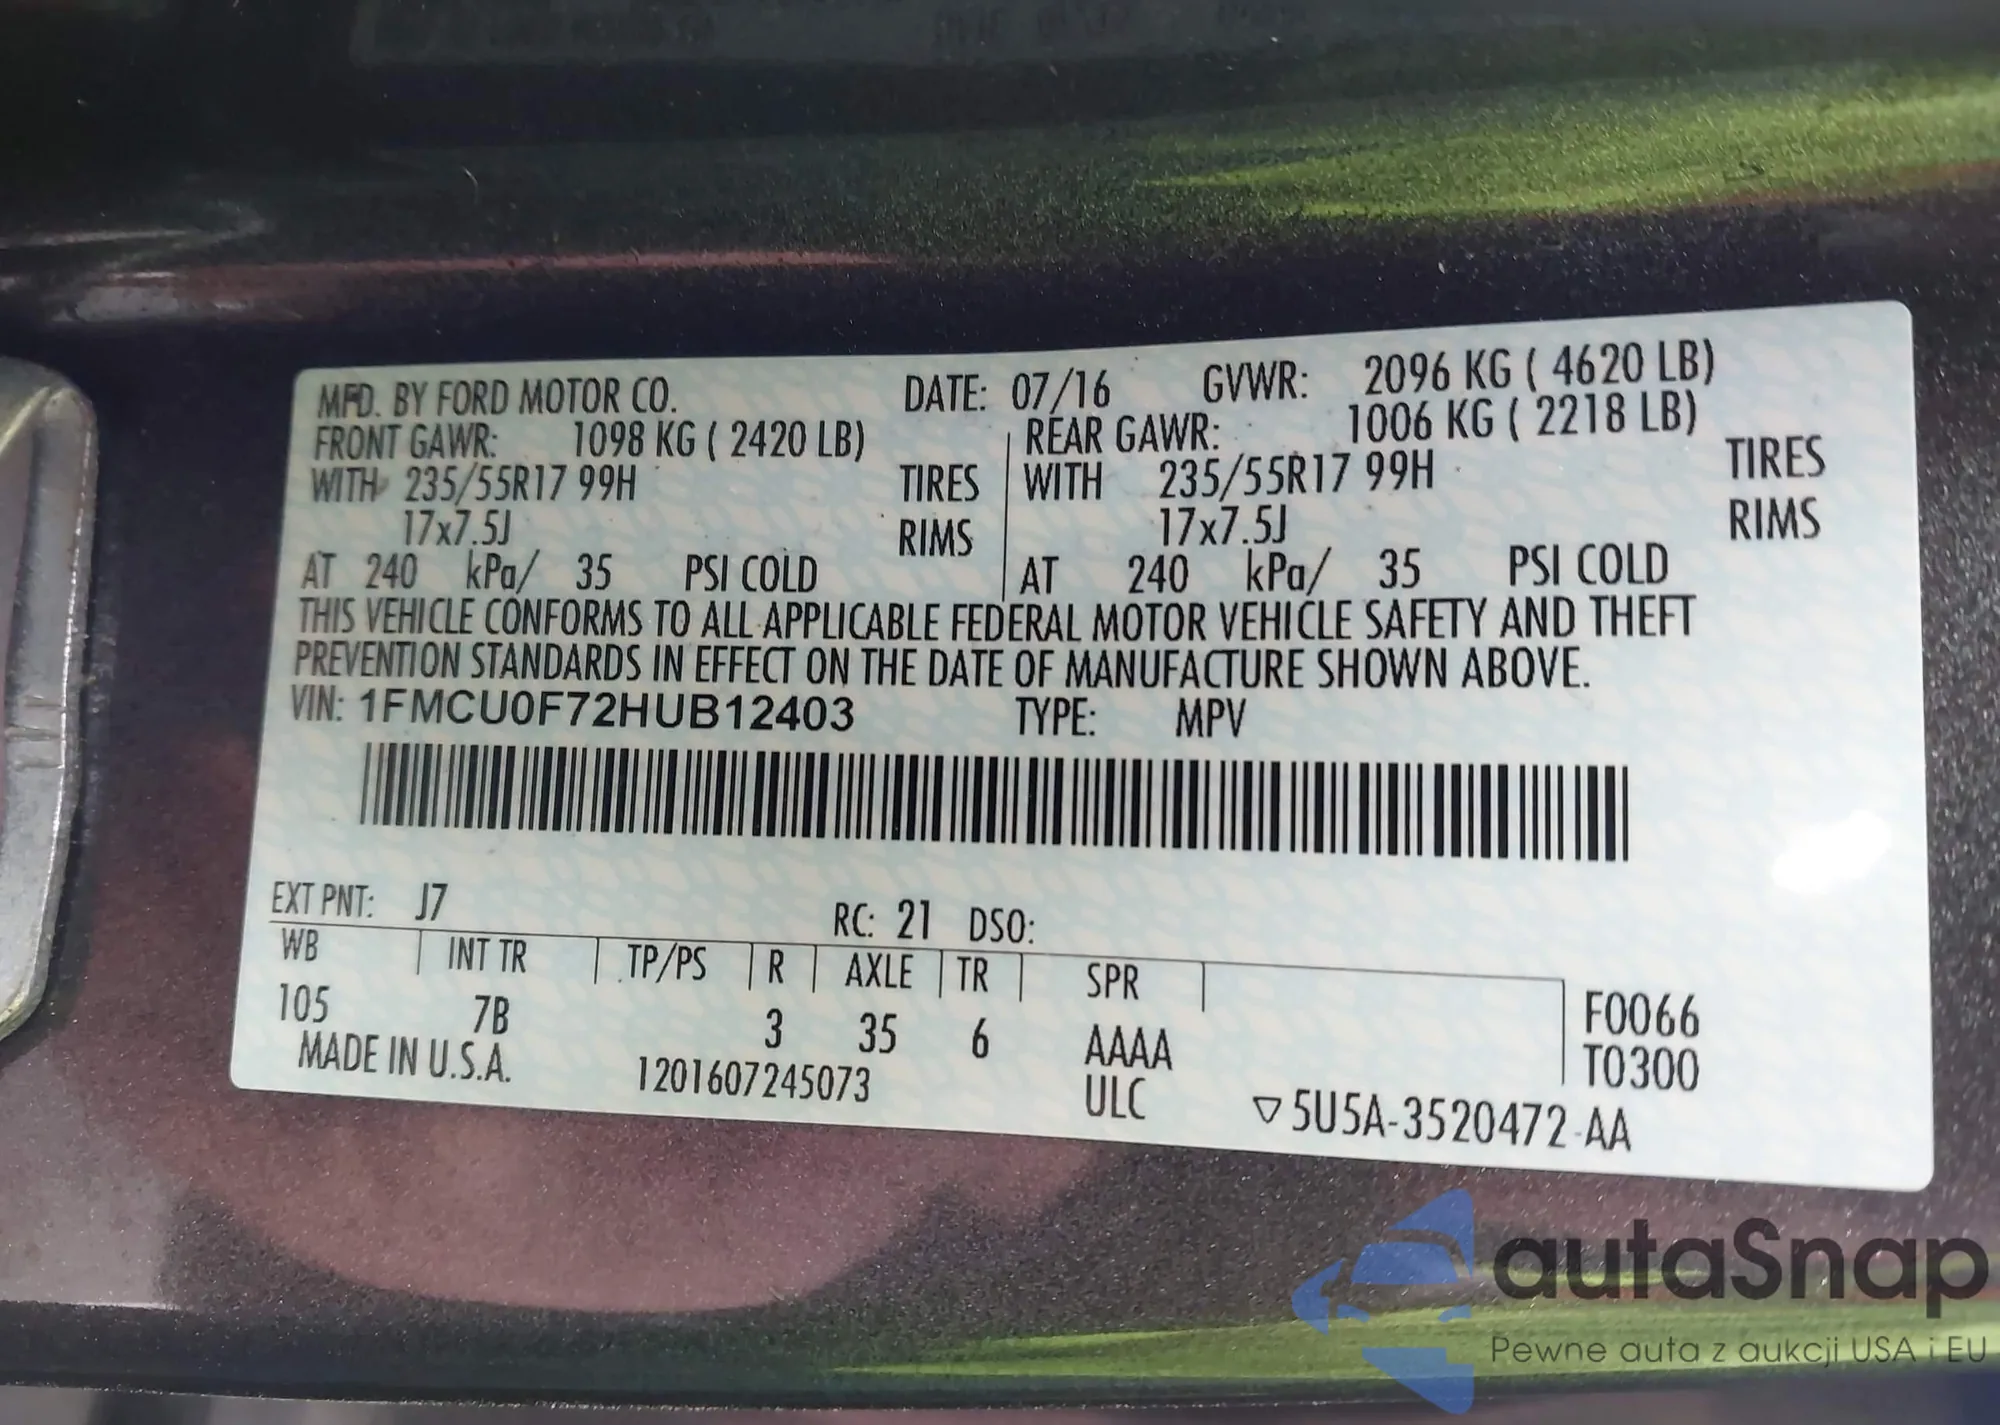 MFD. BY FORD MOTOR CO. DATE: 07/16 GVWR: 2096 KG ( 4620 LB)
FRONT GAWR: 1098 KG ( 2420 LB) REAR GAWR: 1006 KG ( 2218 LB)
WITH 235/55R17 99H TIRES WITH 235/55R17 99H TIRES
17x7.5J RIMS 17x7.5J RIMS
AT 240 kPa/ 35 PSI COLD AT 240 kPa/ 35 PSI COLD
THIS VEHICLE CONFORMS TO ALL APPLICABLE FEDERAL MOTOR VEHICLE SAFETY AND THEFT
PREVENTION STANDARDS IN EFFECT ON THE DATE OF MANUFACTURE SHOWN ABOVE.
VIN: 1FMCU0F72HUB12403 TYPE: MPV
EXT PNT: J7 RC: 21 DSO:
WB INT TR TP/PS R AXLE TR SPR
105 7B 3 35 6 AAAA F0066
MADE IN U.S.A. 1201607245073 ULC T0300
▽5U5A-3520472-AA
autaSnap
Pewne auta z aukcji USA i EU